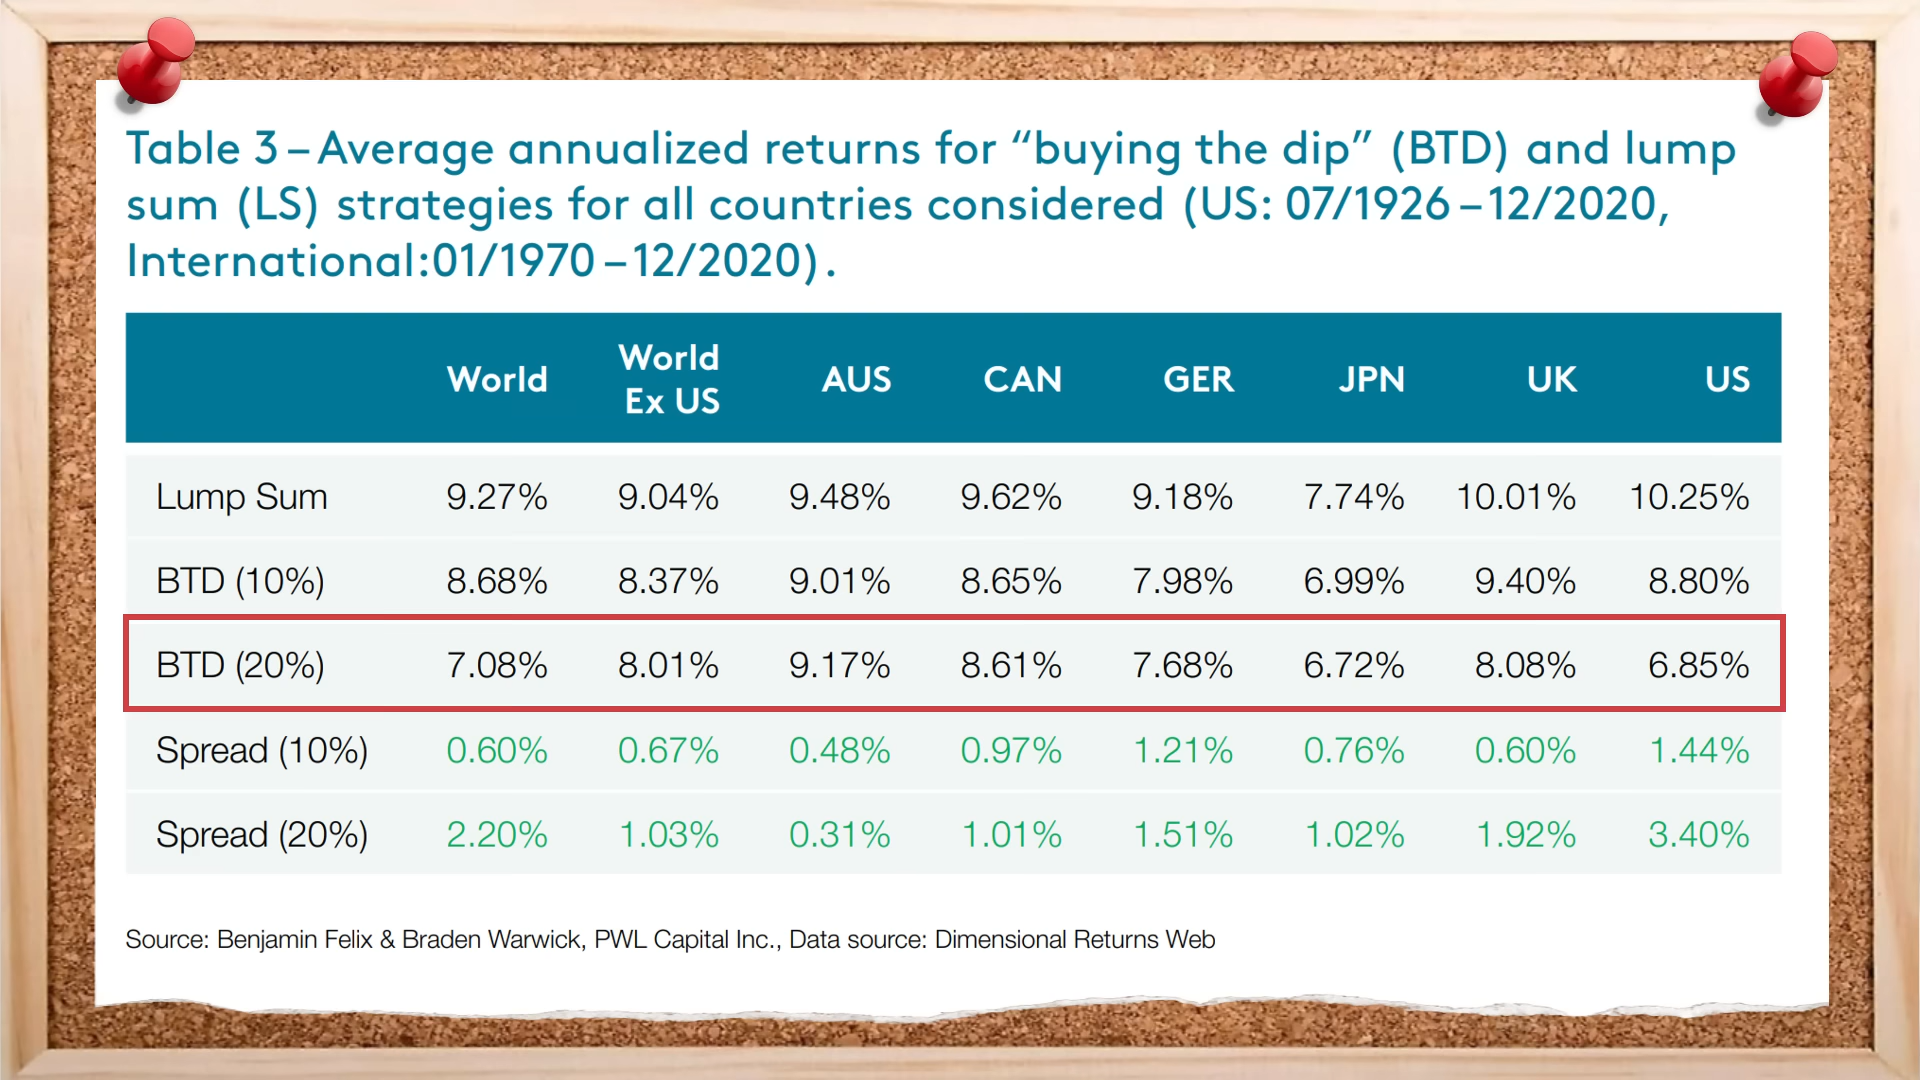 Table 3 – Average annualized returns for “buying the dip” (BTD) and lump
sum (LS) strategies for all countries considered (US: 07/1926 – 12/2020,
International:01/1970 – 12/2020).
World World Ex US AUS CAN GER JPN UK US
Lump Sum 9.27% 9.04% 9.48% 9.62% 9.18% 7.74% 10.01% 10.25%
BTD (10%) 8.68% 8.37% 9.01% 8.65% 7.98% 6.99% 9.40% 8.80%
BTD (20%) 7.08% 8.01% 9.17% 8.61% 7.68% 6.72% 8.08% 6.85%
Spread (10%) 0.60% 0.67% 0.48% 0.97% 1.21% 0.76% 0.60% 1.44%
Spread (20%) 2.20% 1.03% 0.31% 1.01% 1.51% 1.02% 1.92% 3.40%
Source: Benjamin Felix & Braden Warwick, PWL Capital Inc., Data source: Dimensional Returns Web